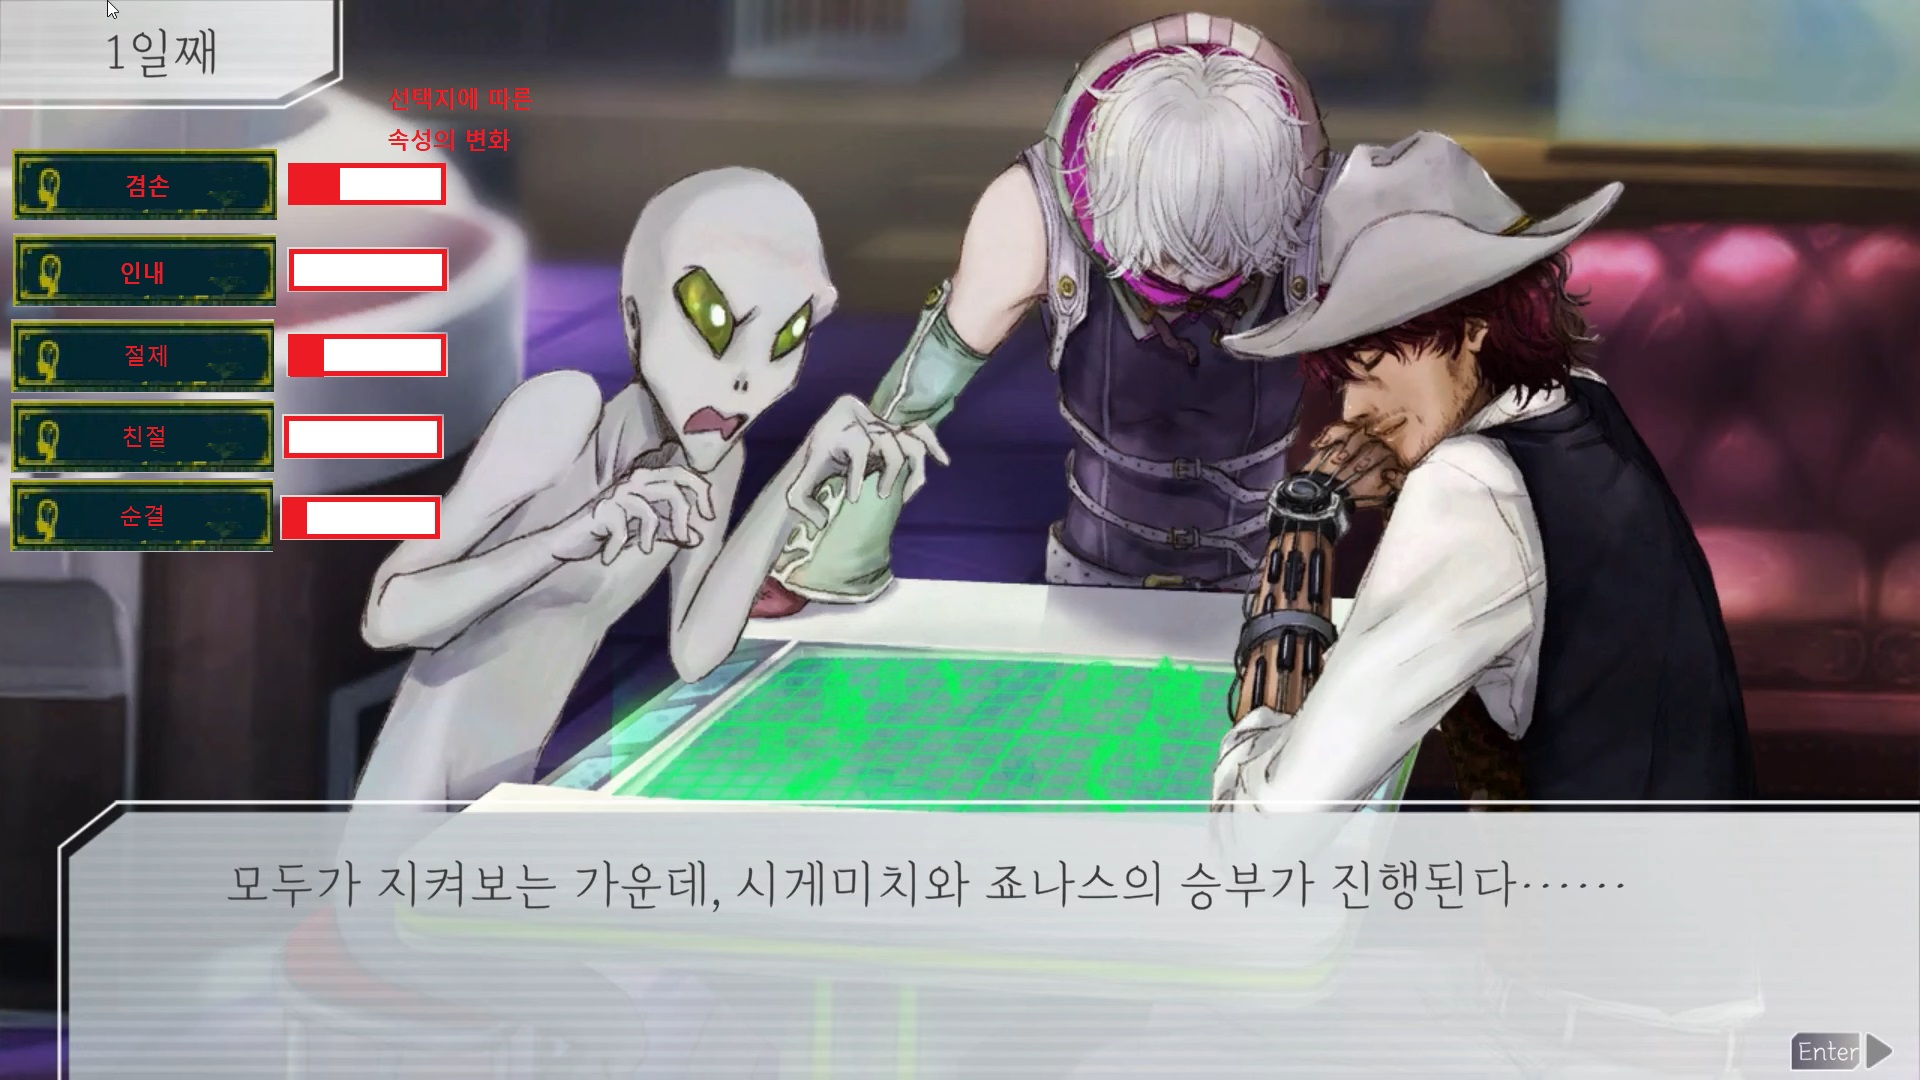 1일째
선택지에 따른
속성의 변화
겸손
인내
절제
친절
순결
모두가 지켜보는 가운데, 시게미치와 죠나스의 승부가 진행된다……
Enter